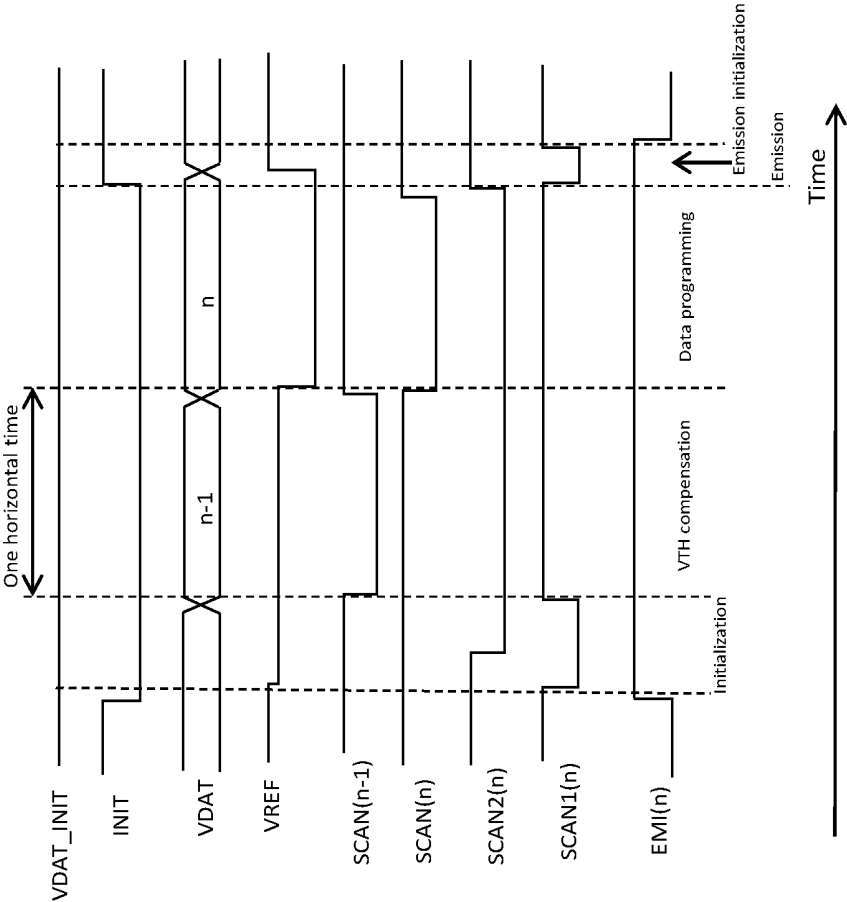 One horizontal time
VDAT_INIT
INIT
VDAT
n-1
n
VREF
SCAN(n-1)
SCAN(n)
SCAN2(n)
SCAN1(n)
EMI(n)
Initialization
VTH compensation
Data programming
Emission initialization
Emission
Time